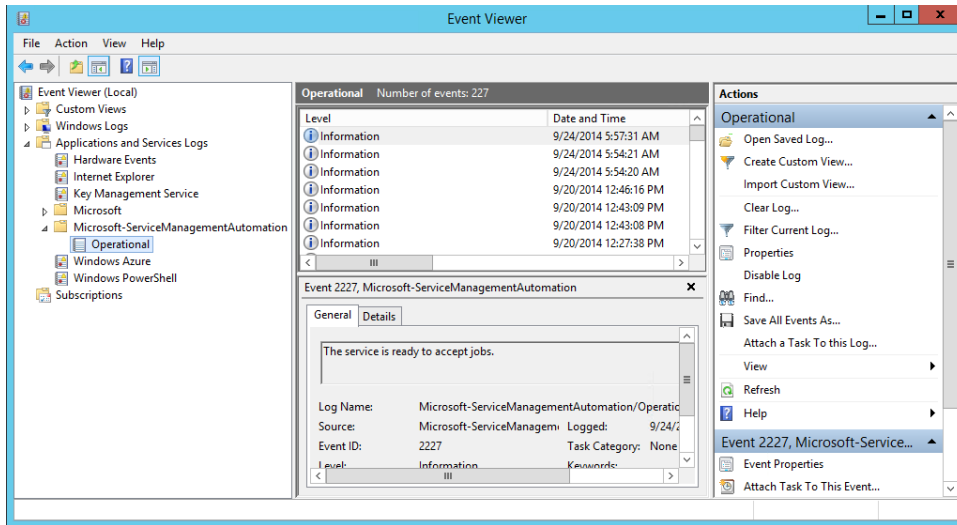 Event Viewer
File Action View Help
Event Viewer (Local)
Custom Views
Windows Logs
Applications and Services Logs
Hardware Events
Internet Explorer
Key Management Service
Microsoft
Microsoft-ServiceManagementAutomation
Operational
Windows Azure
Windows PowerShell
Subscriptions
Operational Number of events: 227
Level Date and Time
Information 9/24/2014 5:57:31 AM
Information 9/24/2014 5:54:21 AM
Information 9/24/2014 5:54:20 AM
Information 9/20/2014 12:46:16 PM
Information 9/20/2014 12:43:09 PM
Information 9/20/2014 12:43:08 PM
Information 9/20/2014 12:27:38 PM
Event 2227, Microsoft-ServiceManagementAutomation
General Details
The service is ready to accept jobs.
Log Name: Microsoft-ServiceManagementAutomation/Operatic
Source: Microsoft-ServiceManagem Logged: 9/24/2
Event ID: 2227 Task Category: None
Level: Information Keywords:
Actions
Operational
Open Saved Log...
Create Custom View...
Import Custom View...
Clear Log...
Filter Current Log...
Properties
Disable Log
Find...
Save All Events As...
Attach a Task To this Log...
View
Refresh
Help
Event 2227, Microsoft-Service...
Event Properties
Attach Task To This Event...